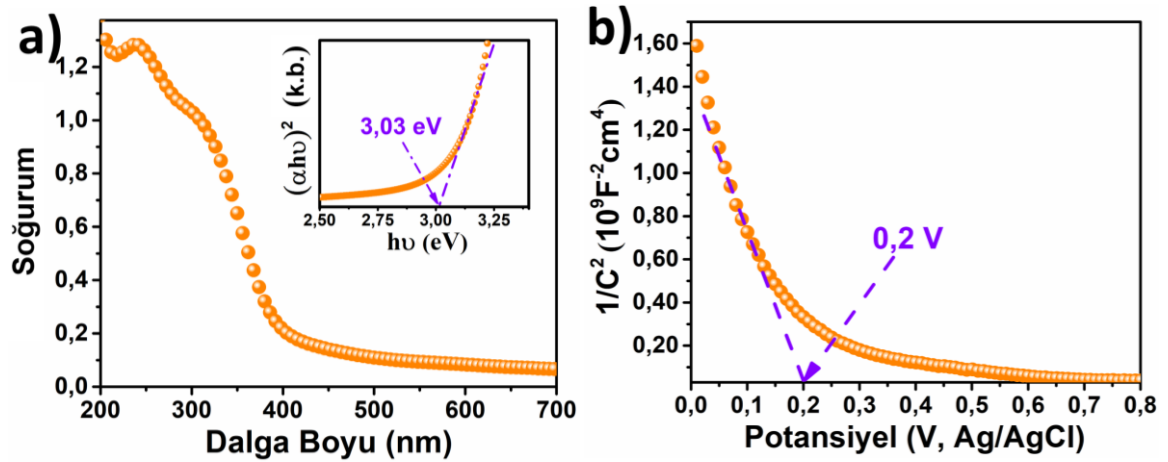 a)
Soğurum
1,2
1,0
0,8
0,6
0,4
0,2
0,0
200 300 400 500 600 700
Dalga Boyu (nm)
(αhυ)² (k.b.)
3,03 eV
2,50 2,75 3,00 3,25
hυ (eV)
b)
1/C² (10⁹F⁻²cm⁴)
1,60
1,40
1,20
1,00
0,80
0,60
0,40
0,20
0,2 V
0,0 0,1 0,2 0,3 0,4 0,5 0,6 0,7 0,8
Potansiyel (V, Ag/AgCl)